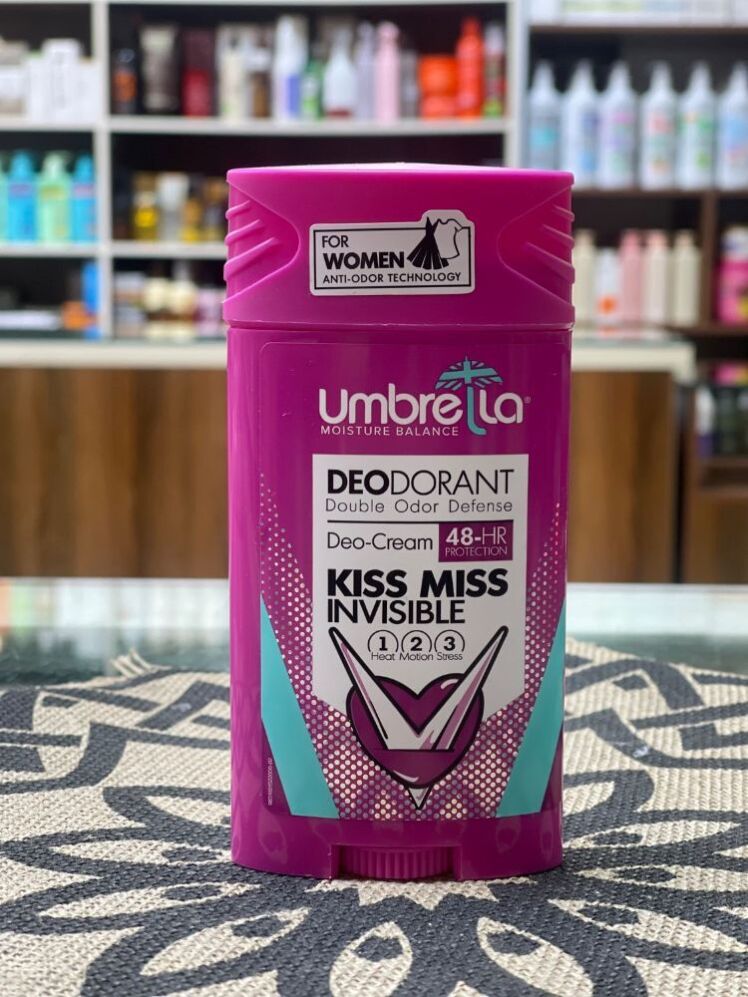 FOR
WOMEN
ANTI-ODOR TECHNOLOGY
umbrella®
MOISTURE BALANCE
DEODORANT
Double Odor Defense
Deo-Cream 48-HR
PROTECTION
KISS MISS
INVISIBLE
1 2 3
Heat Motion Stress